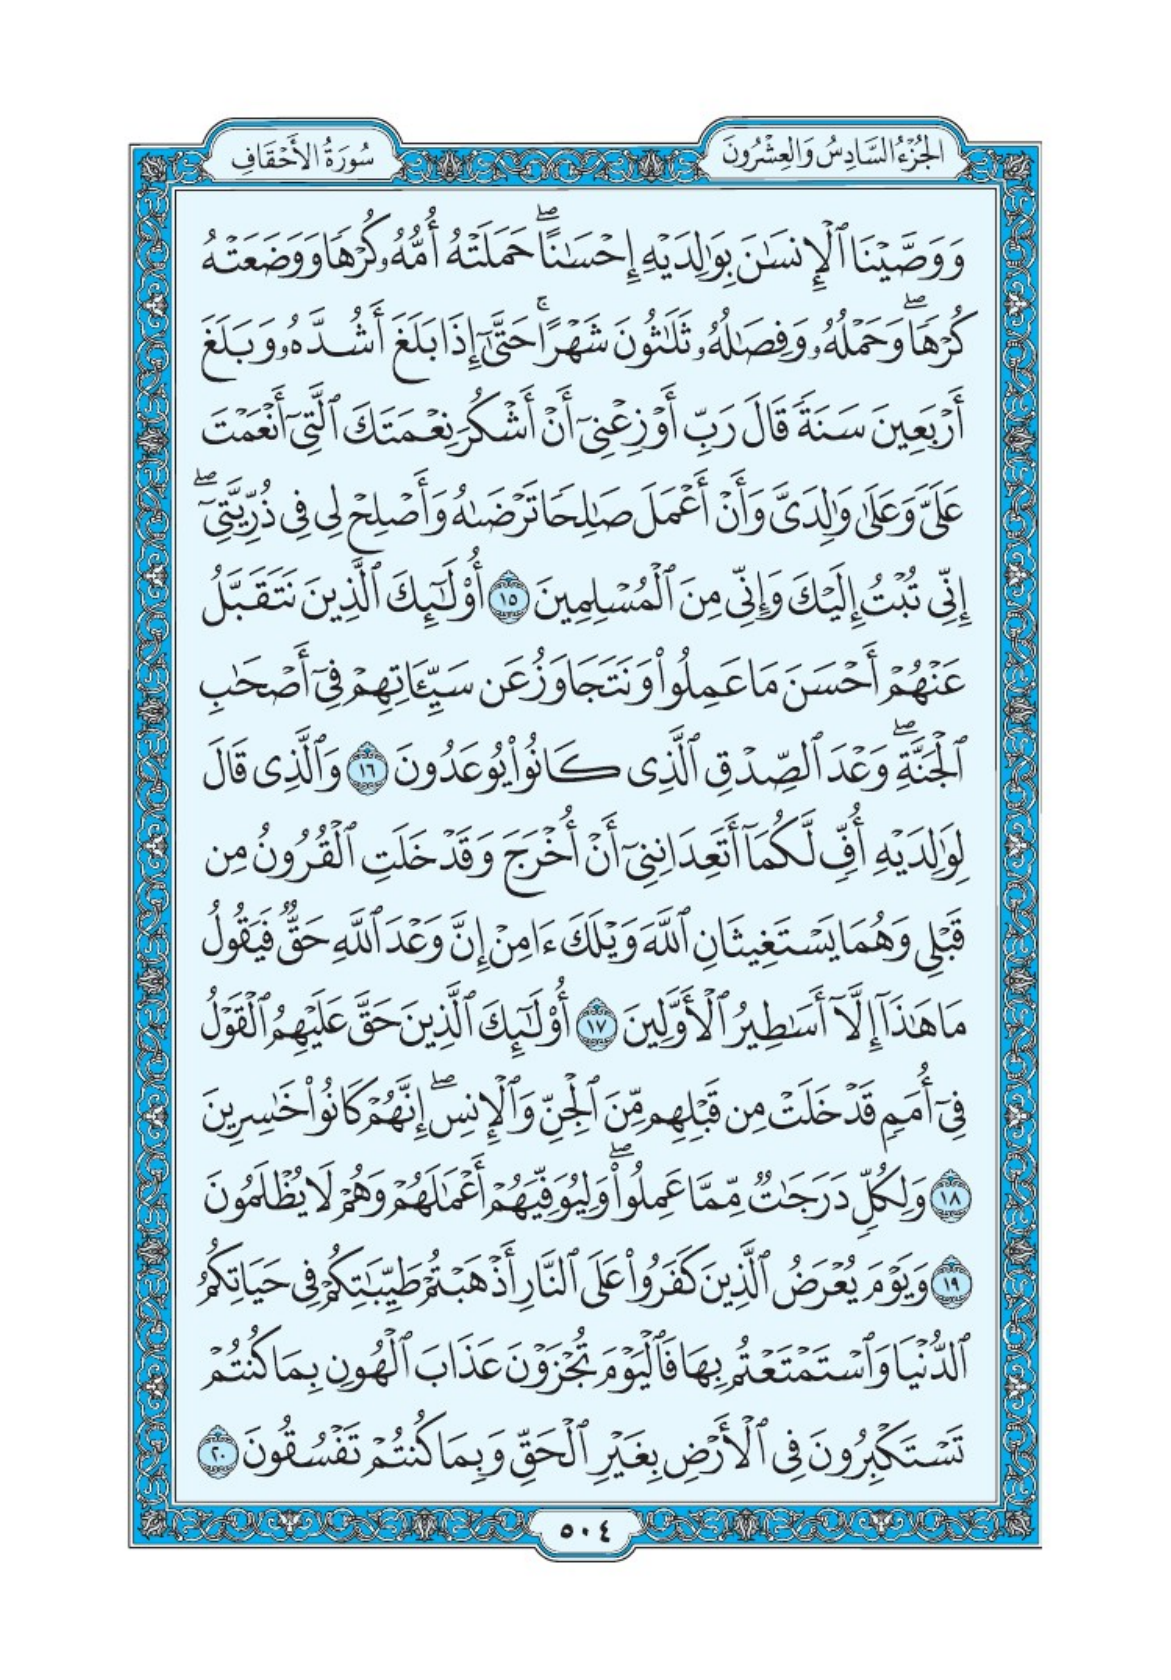 الجُزْءُ السَّادِسُ وَالعِشْرُونَ
سُورَةُ الأَحْقَافِ
وَوَصَّيْنَا ٱلْإِنسَـٰنَ بِوَٰلِدَيْهِ إِحْسَـٰنًا ۖ حَمَلَتْهُ أُمُّهُۥ كُرْهًا وَوَضَعَتْهُ
كُرْهًا ۖ وَحَمْلُهُۥ وَفِصَـٰلُهُۥ ثَلَـٰثُونَ شَهْرًا ۚ حَتَّىٰٓ إِذَا بَلَغَ أَشُدَّهُۥ وَبَلَغَ
أَرْبَعِينَ سَنَةً قَالَ رَبِّ أَوْزِعْنِىٓ أَنْ أَشْكُرَ نِعْمَتَكَ ٱلَّتِىٓ أَنْعَمْتَ
عَلَىَّ وَعَلَىٰ وَٰلِدَىَّ وَأَنْ أَعْمَلَ صَـٰلِحًا تَرْضَىٰهُ وَأَصْلِحْ لِى فِى ذُرِّيَّتِىٓ ۖ
إِنِّى تُبْتُ إِلَيْكَ وَإِنِّى مِنَ ٱلْمُسْلِمِينَ ١٥ أُو۟لَـٰٓئِكَ ٱلَّذِينَ نَتَقَبَّلُ
عَنْهُمْ أَحْسَنَ مَا عَمِلُوا۟ وَنَتَجَاوَزُ عَن سَيِّـَٔاتِهِمْ فِىٓ أَصْحَـٰبِ
ٱلْجَنَّةِ ۖ وَعْدَ ٱلصِّدْقِ ٱلَّذِى كَانُوا۟ يُوعَدُونَ ١٦ وَٱلَّذِى قَالَ
لِوَٰلِدَيْهِ أُفٍّ لَّكُمَآ أَتَعِدَانِنِىٓ أَنْ أُخْرَجَ وَقَدْ خَلَتِ ٱلْقُرُونُ مِن
قَبْلِى وَهُمَا يَسْتَغِيثَانِ ٱللَّهَ وَيْلَكَ ءَامِنْ إِنَّ وَعْدَ ٱللَّهِ حَقٌّ فَيَقُولُ
مَا هَـٰذَآ إِلَّآ أَسَـٰطِيرُ ٱلْأَوَّلِينَ ١٧ أُو۟لَـٰٓئِكَ ٱلَّذِينَ حَقَّ عَلَيْهِمُ ٱلْقَوْلُ
فِىٓ أُمَمٍ قَدْ خَلَتْ مِن قَبْلِهِم مِّنَ ٱلْجِنِّ وَٱلْإِنسِ ۖ إِنَّهُمْ كَانُوا۟ خَـٰسِرِينَ
١٨ وَلِكُلٍّ دَرَجَـٰتٌ مِّمَّا عَمِلُوا۟ ۖ وَلِيُوَفِّيَهُمْ أَعْمَـٰلَهُمْ وَهُمْ لَا يُظْلَمُونَ
١٩ وَيَوْمَ يُعْرَضُ ٱلَّذِينَ كَفَرُوا۟ عَلَى ٱلنَّارِ أَذْهَبْتُمْ طَيِّبَـٰتِكُمْ فِى حَيَاتِكُمُ
ٱلدُّنْيَا وَٱسْتَمْتَعْتُم بِهَا فَٱلْيَوْمَ تُجْزَوْنَ عَذَابَ ٱلْهُونِ بِمَا كُنتُمْ
تَسْتَكْبِرُونَ فِى ٱلْأَرْضِ بِغَيْرِ ٱلْحَقِّ وَبِمَا كُنتُمْ تَفْسُقُونَ ٢٠
٥٠٤